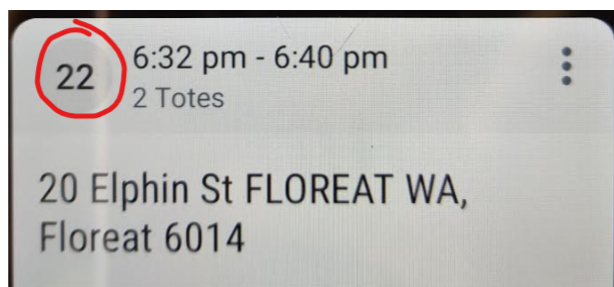 22
6:32 pm - 6:40 pm
2 Totes
20 Elphin St FLOREAT WA,
Floreat 6014